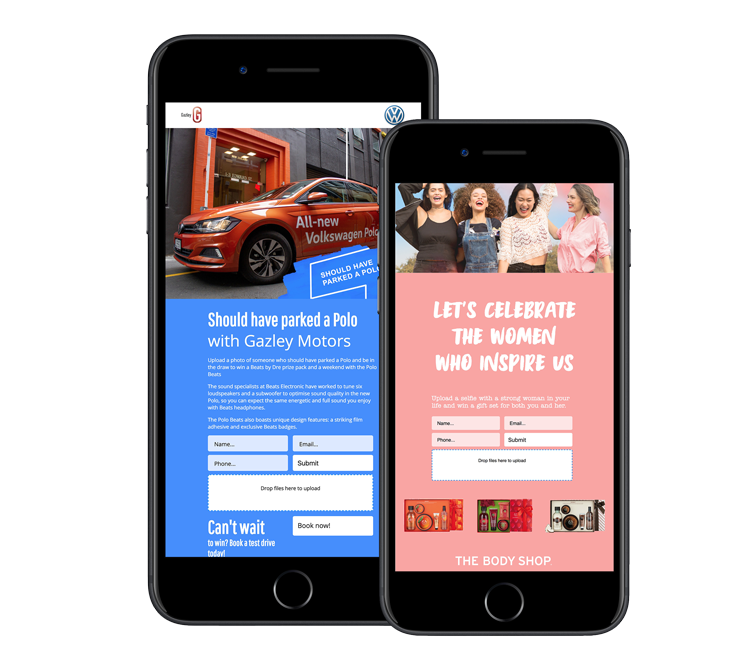 Gazley
G
All-new
Volkswagen Polo
SHOULD HAVE
PARKED A POLO
Should have parked a Polo
with Gazley Motors
Upload a photo of someone who should have parked a Polo and be in
the draw to win a Beats by Dre prize pack and a weekend with the Polo
Beats
The sound specialists at Beats Electronic have worked to tune six
loudspeakers and a subwoofer to optimise sound quality in the new
Polo, so you can expect the same energetic and full sound you enjoy
with Beats headphones.
The Polo Beats also boasts unique design features: a striking film
adhesive and exclusive Beats badges.
Name...
Email...
Phone...
Submit
Drop files here to upload
Can't wait
to win? Book a test drive
today!
Book now!
LET'S CELEBRATE
THE WOMEN
WHO INSPIRE US
Upload a selfie with a strong woman in your
life and win a gift set for both you and her.
Name...
Email...
Phone...
Submit
Drop files here to upload
THE BODY SHOP